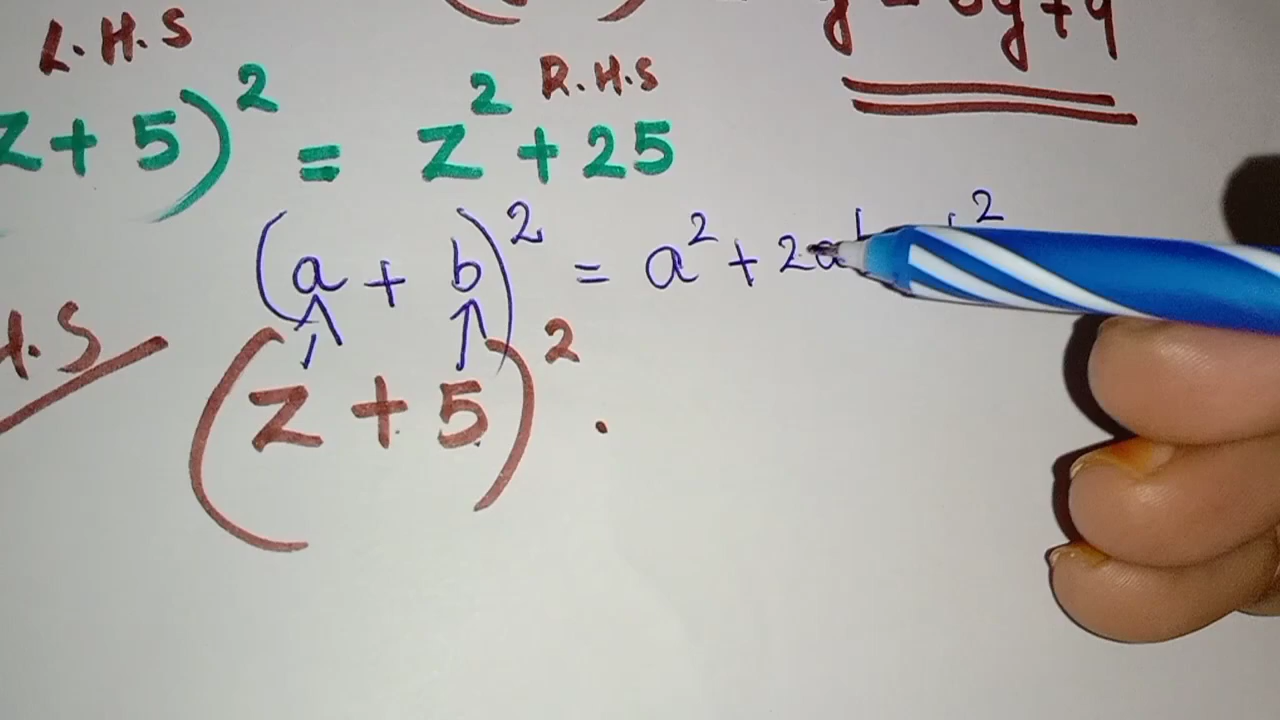 L.H.S
R.H.S
z + 5)² = z² + 25
(a + b)² = a² + 2a
H.S
(z + 5)² .